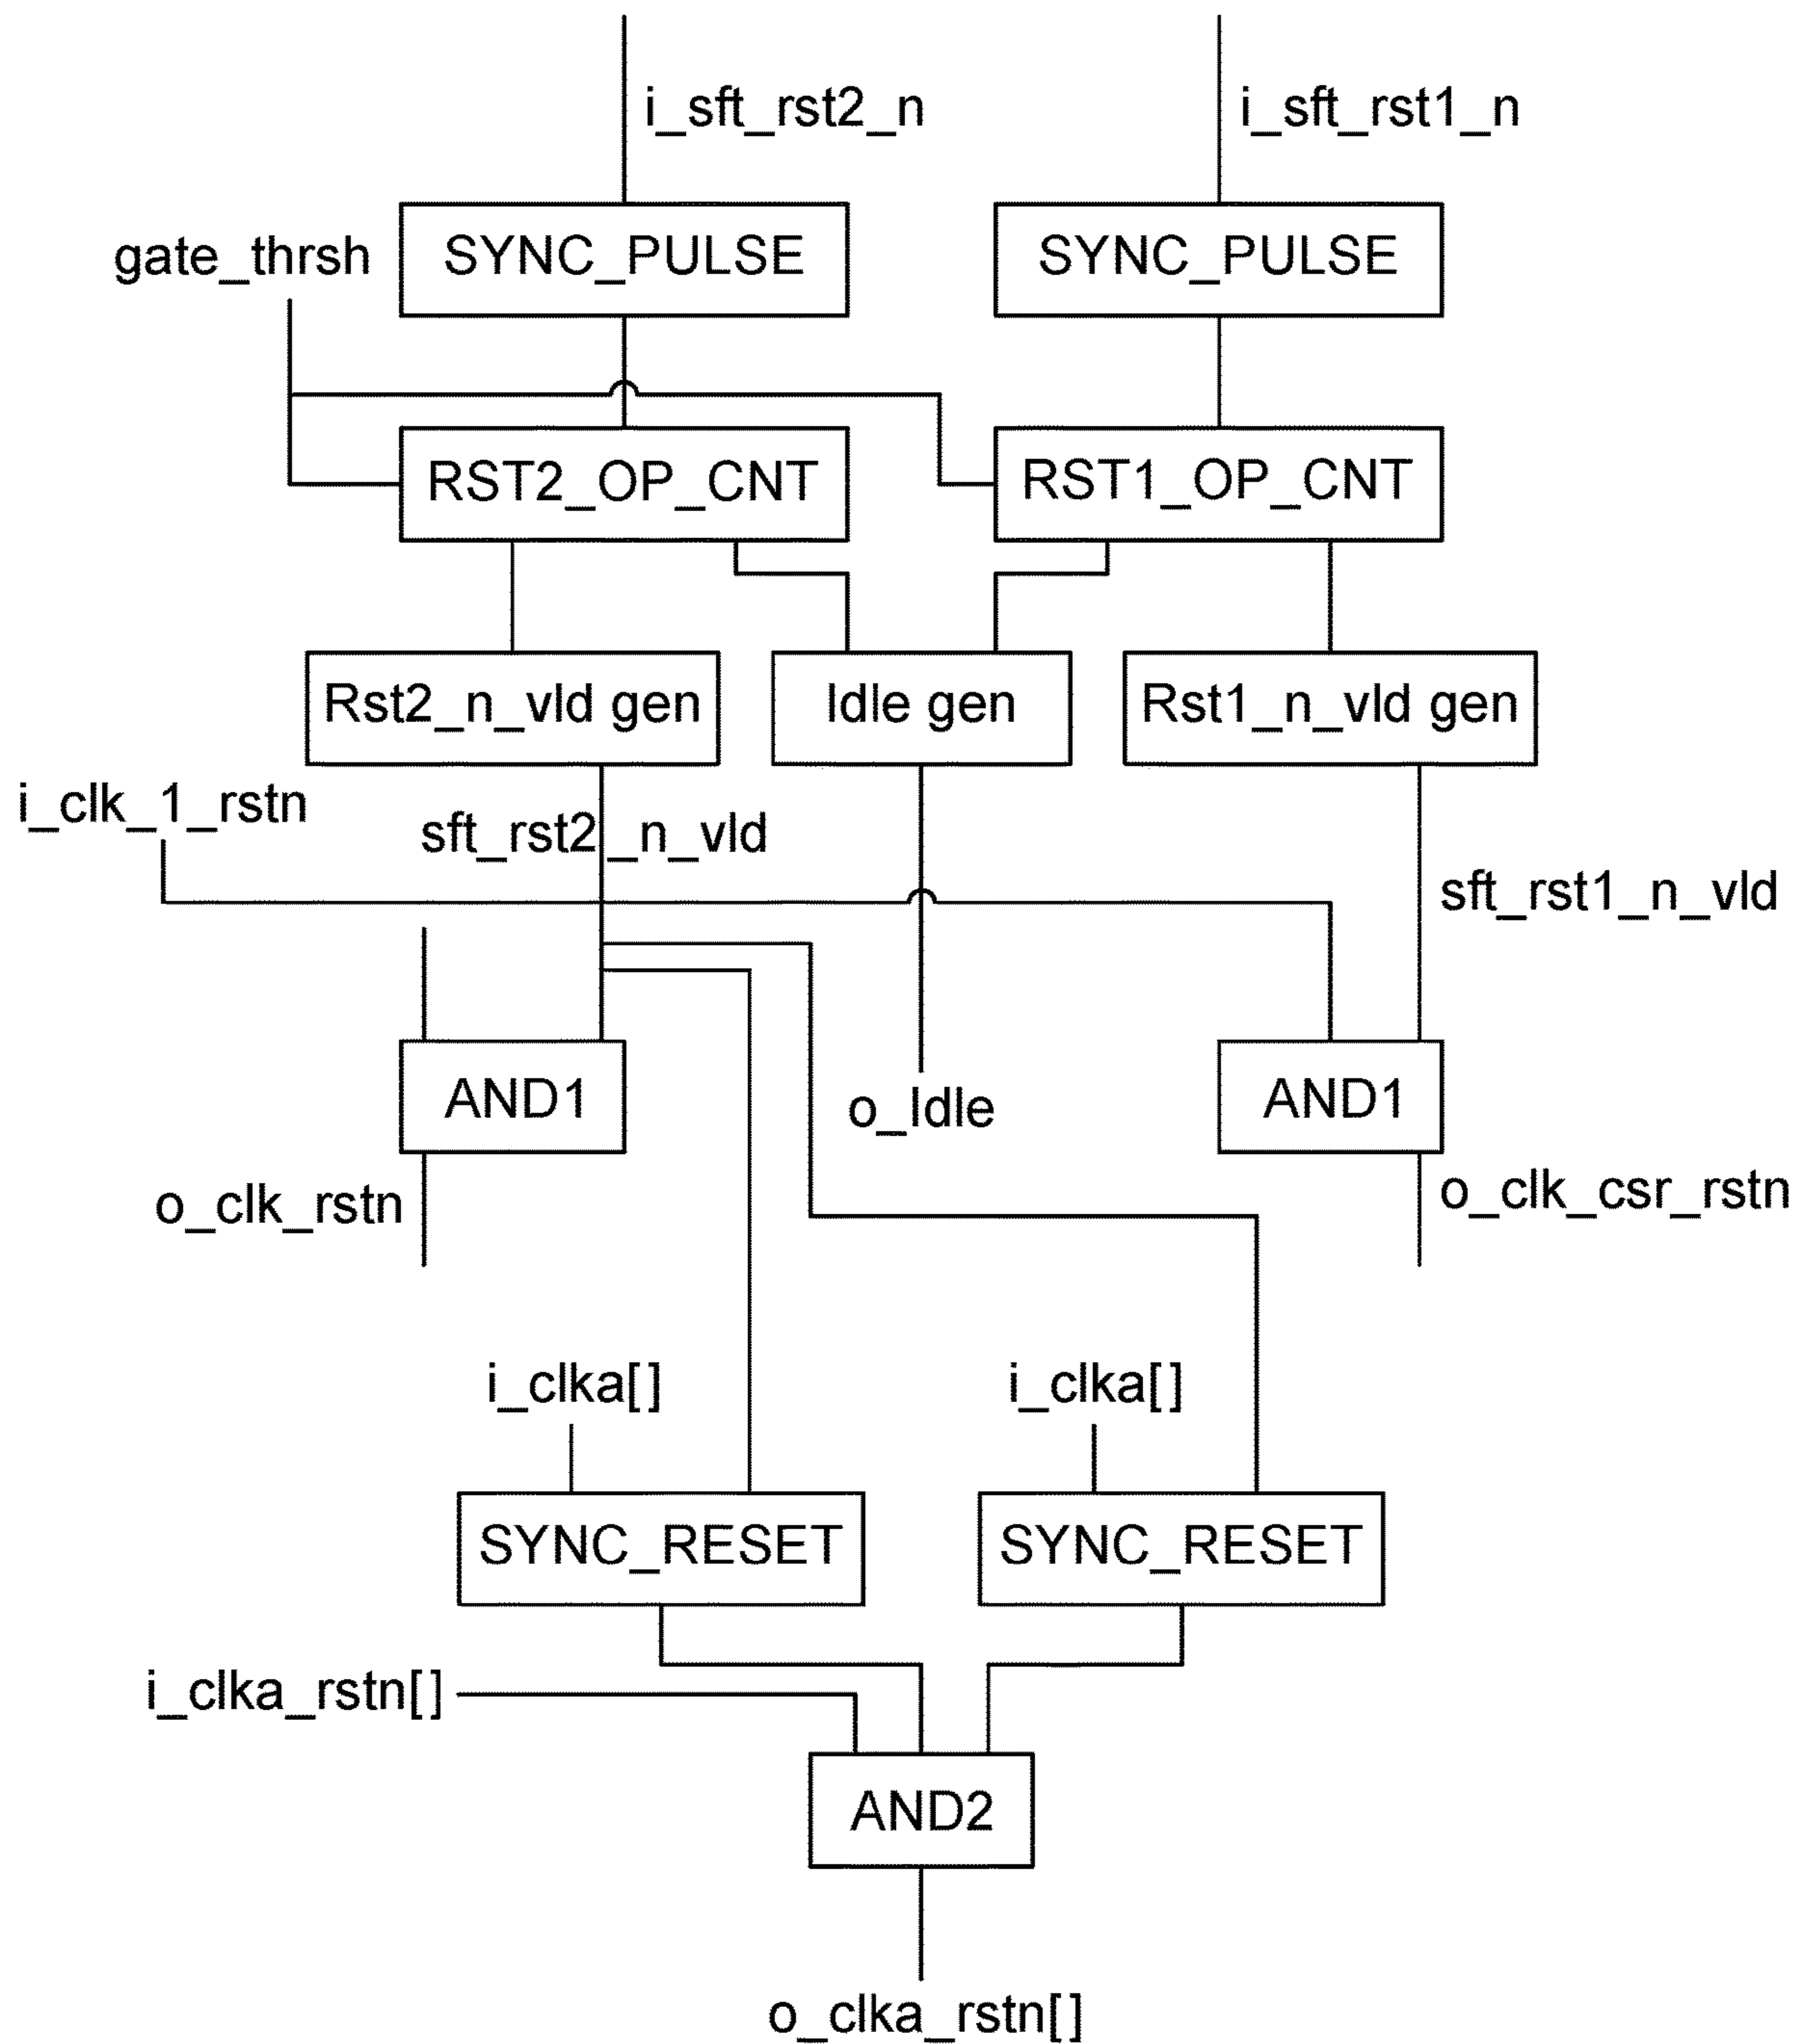 i_sft_rst2_n
i_sft_rst1_n
gate_thrsh
SYNC_PULSE
SYNC_PULSE
RST2_OP_CNT
RST1_OP_CNT
Rst2_n_vld gen
Idle gen
Rst1_n_vld gen
i_clk_1_rstn
sft_rst2_n_vld
sft_rst1_n_vld
AND1
o_Idle
AND1
o_clk_rstn
o_clk_csr_rstn
i_clka[]
i_clka[]
SYNC_RESET
SYNC_RESET
i_clka_rstn[]
AND2
o_clka_rstn[]